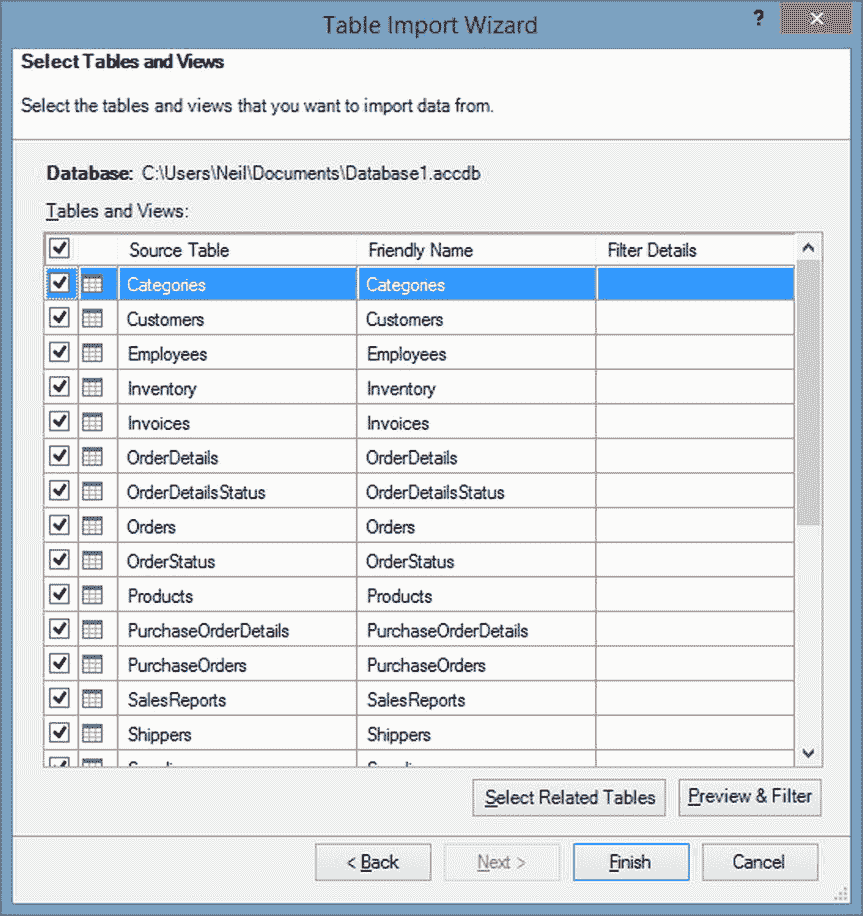 Table Import Wizard
?
Select Tables and Views
Select the tables and views that you want to import data from.
Database: C:\Users\Neil\Documents\Database1.accdb
Tables and Views:
Source Table Friendly Name Filter Details
Categories Categories
Customers Customers
Employees Employees
Inventory Inventory
Invoices Invoices
OrderDetails OrderDetails
OrderDetailsStatus OrderDetailsStatus
Orders Orders
OrderStatus OrderStatus
Products Products
PurchaseOrderDetails PurchaseOrderDetails
PurchaseOrders PurchaseOrders
SalesReports SalesReports
Shippers Shippers
Select Related Tables Preview & Filter
< Back Next > Finish Cancel